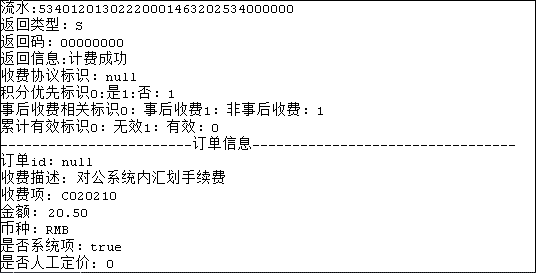 流水:53401201302220001463202534000000
返回类型: S
返回码: 00000000
返回信息:计费成功
收费协议标识: null
积分优先标识0:是1:否: 1
事后收费相关标识0: 事后收费1: 非事后收费: 1
累计有效标识0: 无效1: 有效: 0
------------------------订单信息---------------------------------
订单id: null
收费描述: 对公系统内汇划手续费
收费项: C020210
金额: 20.50
币种: RMB
是否系统项: true
是否人工定价: 0